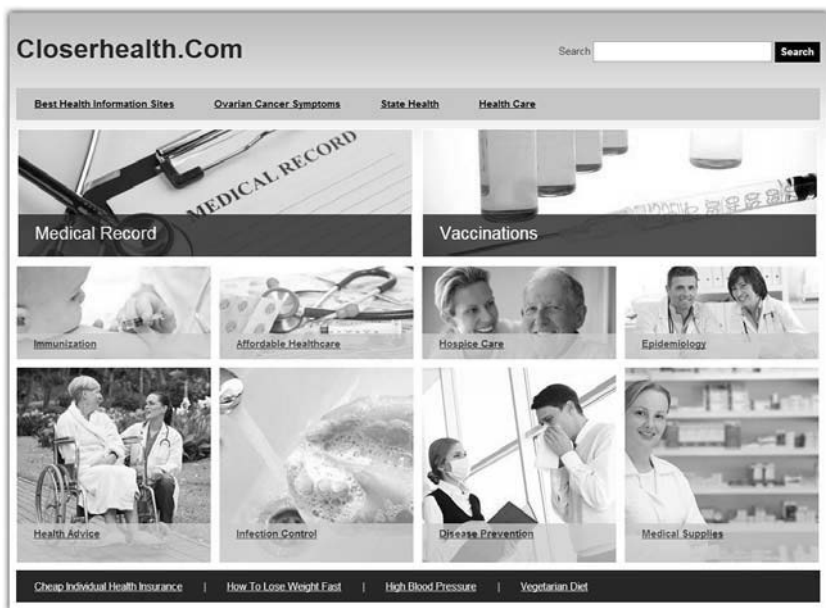 Closerhealth.Com
Search Search
Best Health Information Sites Ovarian Cancer Symptoms State Health Health Care
MEDICAL RECORD
Medical Record Vaccinations
Immunization Affordable Healthcare Hospice Care Epidemiology
Health Advice Infection Control Disease Prevention Medical Supplies
Cheap Individual Health Insurance | How To Lose Weight Fast | High Blood Pressure | Vegetarian Diet